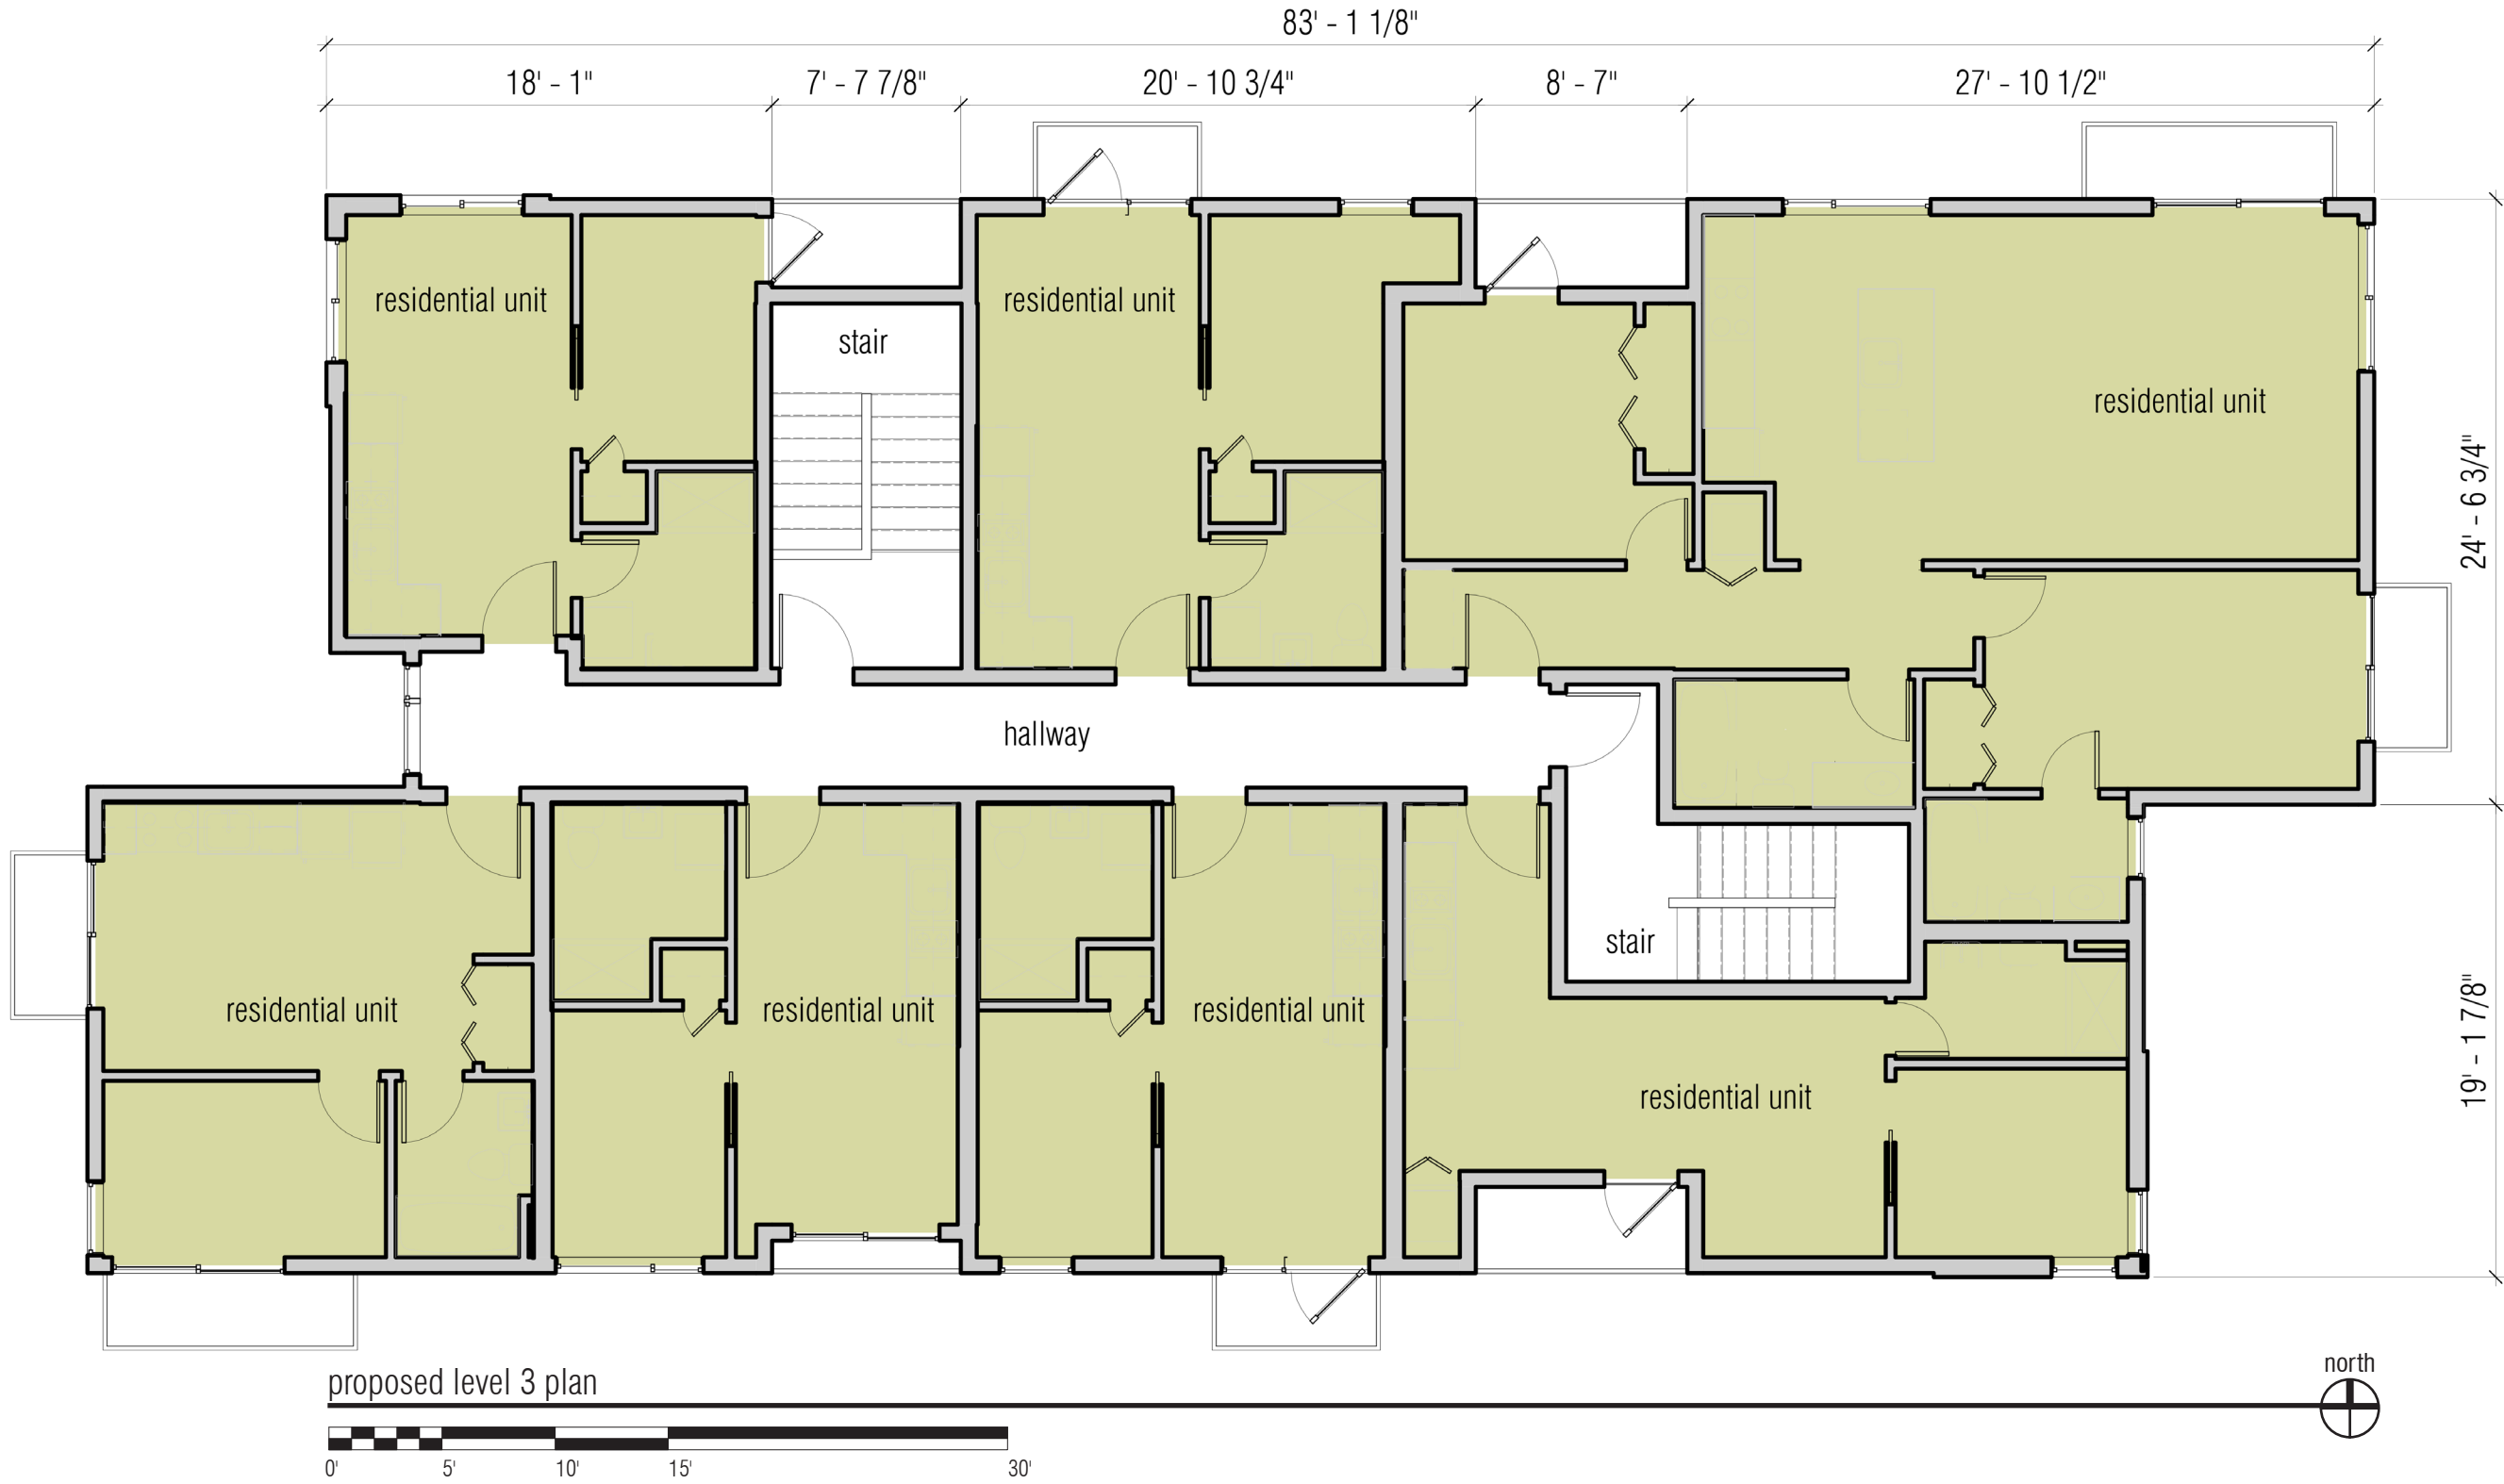 83' - 1 1/8"
18' - 1"
7' - 7 7/8"
20' - 10 3/4"
8' - 7"
27' - 10 1/2"
residential unit
residential unit
stair
residential unit
24' - 6 3/4"
hallway
stair
residential unit
residential unit
residential unit
residential unit
19' - 1 7/8"
proposed level 3 plan
north
0'
5'
10'
15'
30'